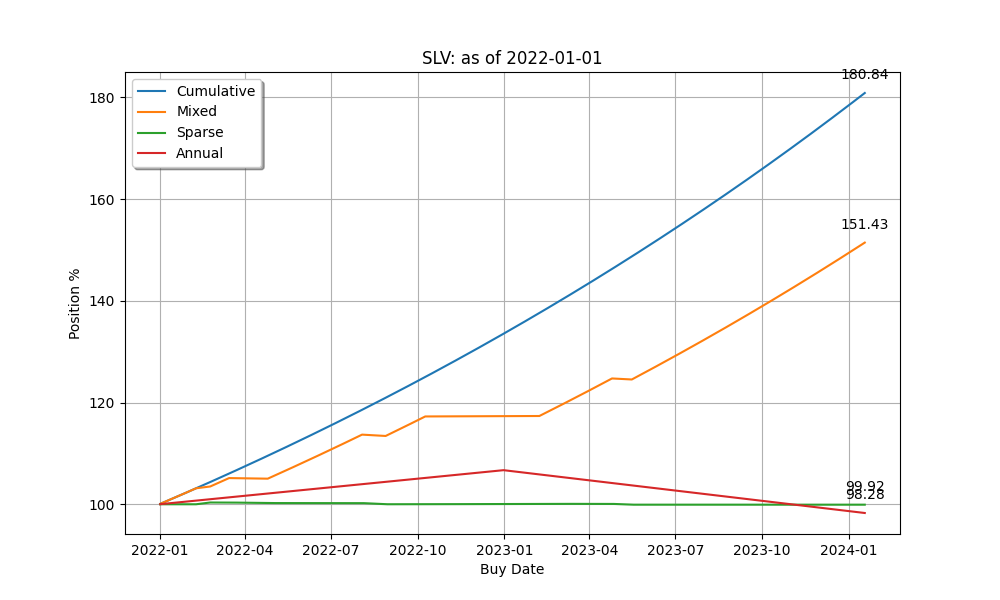 SLV: as of 2022-01-01
Cumulative
Mixed
Sparse
Annual
180.84
151.43
99.92
98.28
180
160
140
120
100
Position %
2022-01 2022-04 2022-07 2022-10 2023-01 2023-04 2023-07 2023-10 2024-01
Buy Date